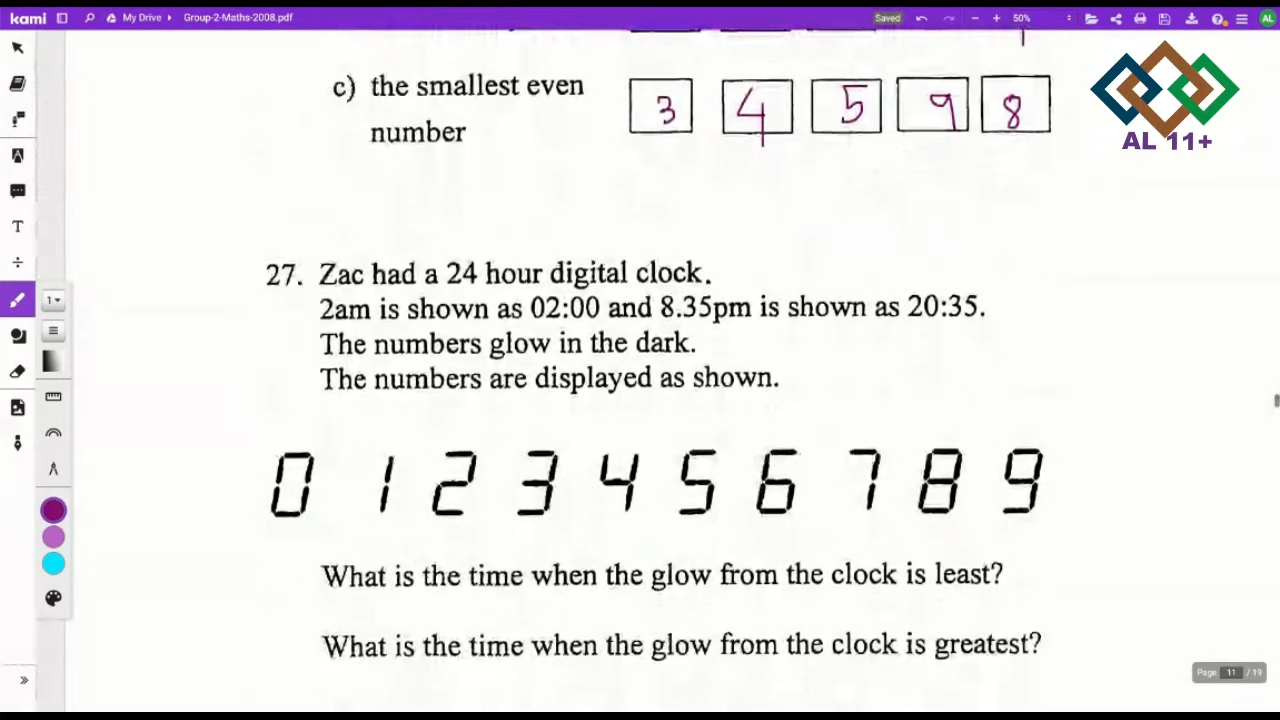 kami My Drive Group-2-Maths-2008.pdf Saved 50% AL
c) the smallest even 3 4 5 9 8
number
AL 11+
27. Zac had a 24 hour digital clock.
2am is shown as 02:00 and 8.35pm is shown as 20:35.
The numbers glow in the dark.
The numbers are displayed as shown.
0 1 2 3 4 5 6 7 8 9
What is the time when the glow from the clock is least?
What is the time when the glow from the clock is greatest?
1
Page 11 / 19